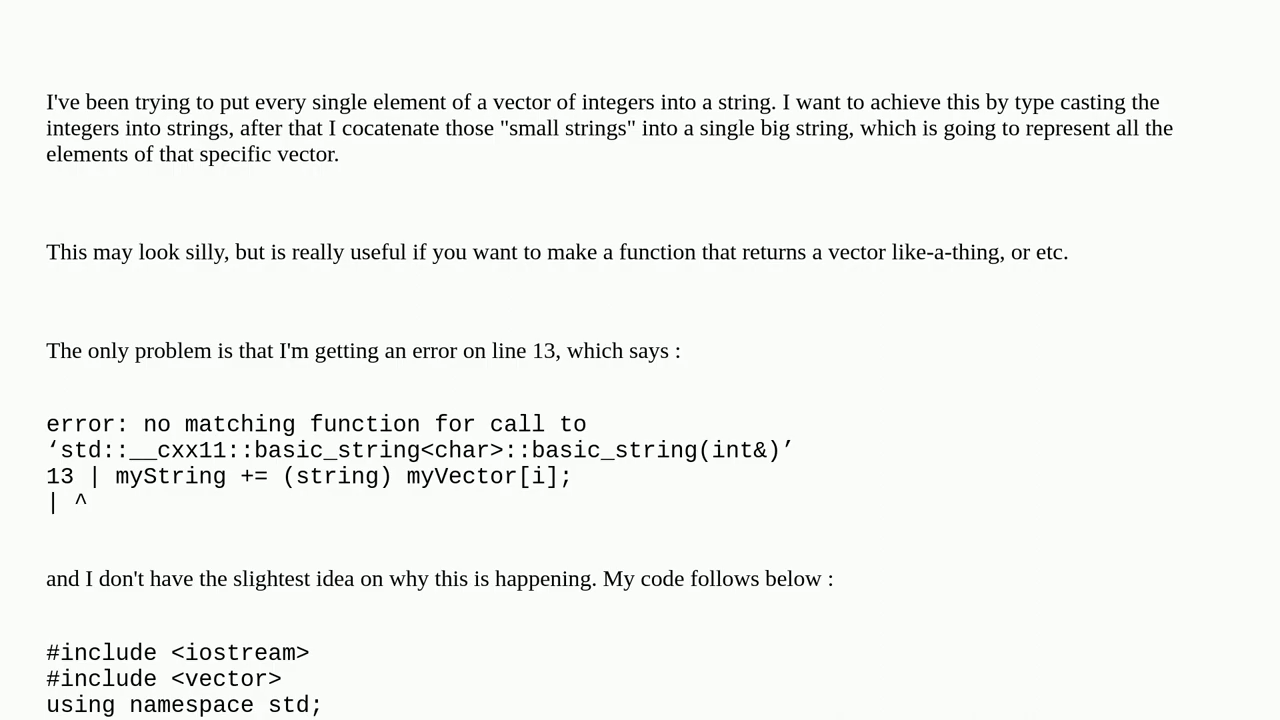 I've been trying to put every single element of a vector of integers into a string. I want to achieve this by type casting the
integers into strings, after that I cocatenate those "small strings" into a single big string, which is going to represent all the
elements of that specific vector.
This may look silly, but is really useful if you want to make a function that returns a vector like-a-thing, or etc.
The only problem is that I'm getting an error on line 13, which says :
error: no matching function for call to
‘std::__cxx11::basic_string<char>::basic_string(int&)’
13 | myString += (string) myVector[i];
| ^
and I don't have the slightest idea on why this is happening. My code follows below :
#include <iostream>
#include <vector>
using namespace std;